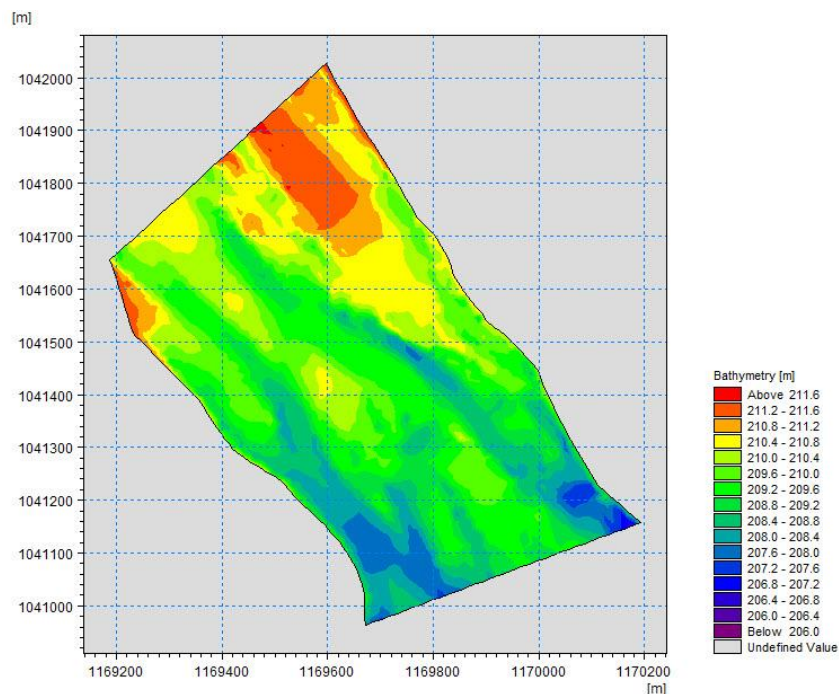 [m]
1042000
1041900
1041800
1041700
1041600
1041500
1041400
1041300
1041200
1041100
1041000
1169200 1169400 1169600 1169800 1170000 1170200
[m]
Bathymetry [m]
Above 211.6
211.2 - 211.6
210.8 - 211.2
210.4 - 210.8
210.0 - 210.4
209.6 - 210.0
209.2 - 209.6
208.8 - 209.2
208.4 - 208.8
208.0 - 208.4
207.6 - 208.0
207.2 - 207.6
206.8 - 207.2
206.4 - 206.8
206.0 - 206.4
Below 206.0
Undefined Value